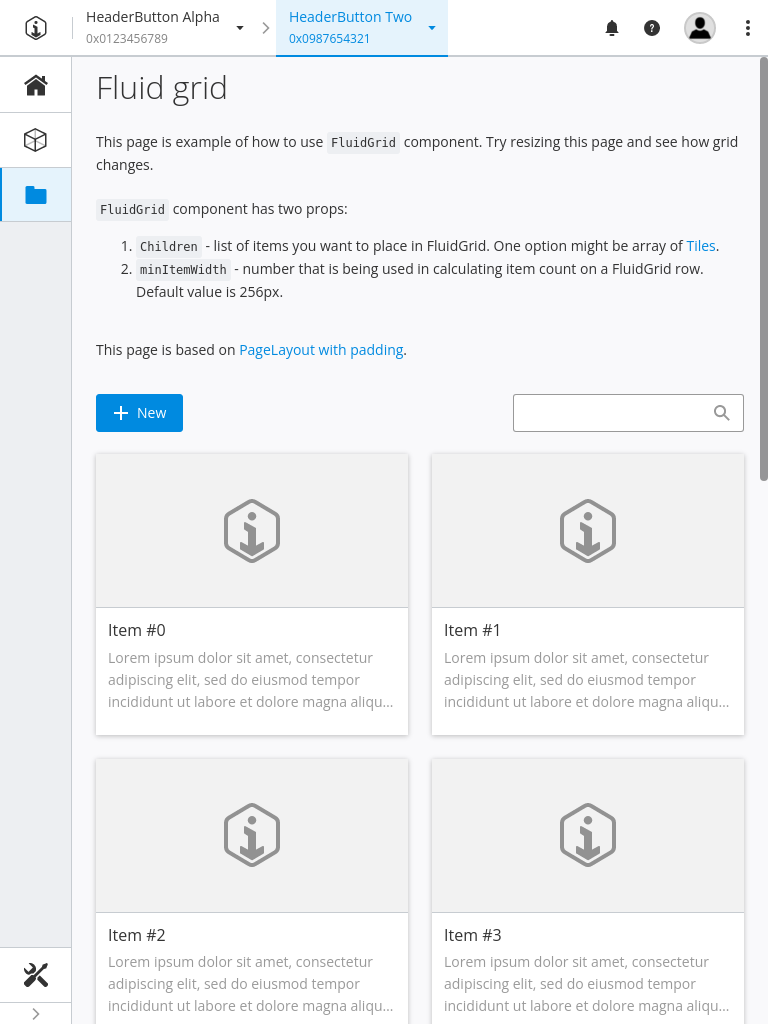 HeaderButton Alpha
0x0123456789
HeaderButton Two
0x0987654321
Fluid grid
This page is example of how to use FluidGrid component. Try resizing this page and see how grid
changes.
FluidGrid component has two props:
1. Children - list of items you want to place in FluidGrid. One option might be array of Tiles.
2. minItemWidth - number that is being used in calculating item count on a FluidGrid row.
Default value is 256px.
This page is based on PageLayout with padding.
New
Item #0
Lorem ipsum dolor sit amet, consectetur
adipiscing elit, sed do eiusmod tempor
incididunt ut labore et dolore magna aliqu...
Item #1
Lorem ipsum dolor sit amet, consectetur
adipiscing elit, sed do eiusmod tempor
incididunt ut labore et dolore magna aliqu...
Item #2
Lorem ipsum dolor sit amet, consectetur
adipiscing elit, sed do eiusmod tempor
incididunt ut labore et dolore magna aliqu...
Item #3
Lorem ipsum dolor sit amet, consectetur
adipiscing elit, sed do eiusmod tempor
incididunt ut labore et dolore magna aliqu...